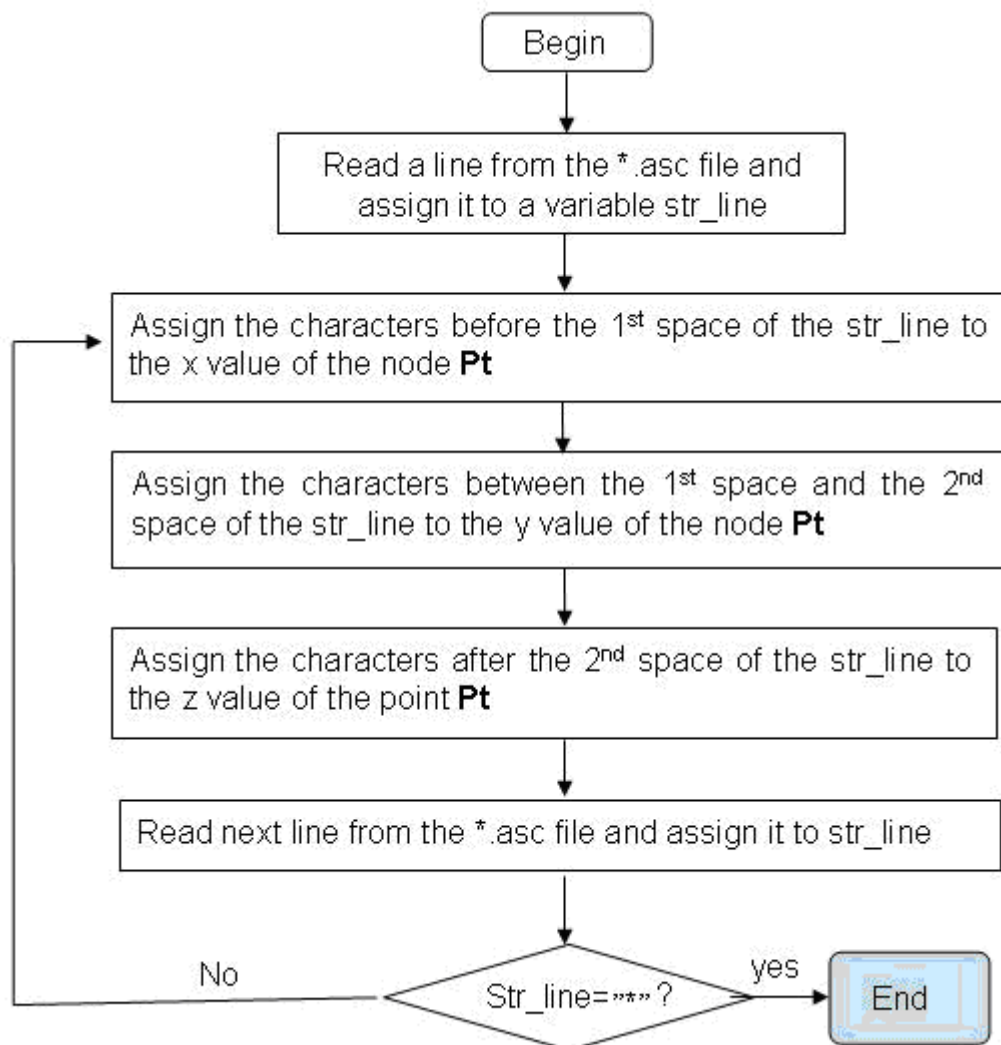 Begin
Read a line from the *.asc file and
assign it to a variable str_line
Assign the characters before the 1st space of the str_line to
the x value of the node Pt
Assign the characters between the 1st space and the 2nd
space of the str_line to the y value of the node Pt
Assign the characters after the 2nd space of the str_line to
the z value of the point Pt
Read next line from the *.asc file and assign it to str_line
No
Str_line=”*”?
yes
End